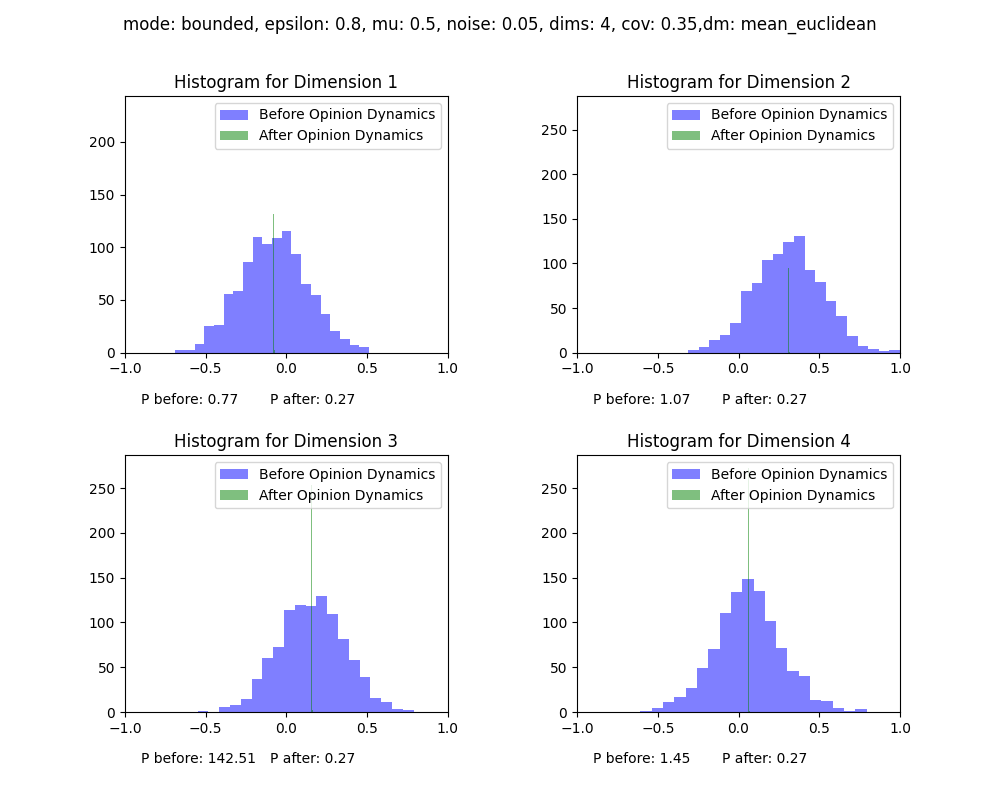 mode: bounded, epsilon: 0.8, mu: 0.5, noise: 0.05, dims: 4, cov: 0.35,dm: mean_euclidean
Histogram for Dimension 1
Before Opinion Dynamics
After Opinion Dynamics
200
150
100
50
0
−1.0 −0.5 0.0 0.5 1.0
P before: 0.77 P after: 0.27
Histogram for Dimension 2
Before Opinion Dynamics
After Opinion Dynamics
250
200
150
100
50
0
−1.0 −0.5 0.0 0.5 1.0
P before: 1.07 P after: 0.27
Histogram for Dimension 3
Before Opinion Dynamics
After Opinion Dynamics
250
200
150
100
50
0
−1.0 −0.5 0.0 0.5 1.0
P before: 142.51 P after: 0.27
Histogram for Dimension 4
Before Opinion Dynamics
After Opinion Dynamics
250
200
150
100
50
0
−1.0 −0.5 0.0 0.5 1.0
P before: 1.45 P after: 0.27